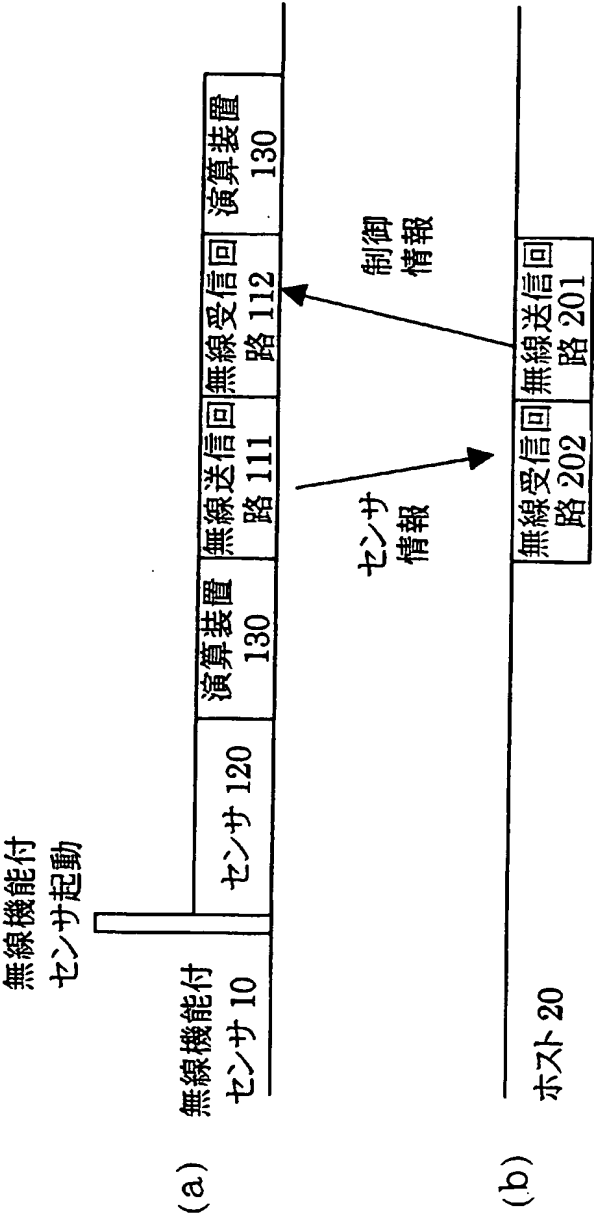 無線機能付
センサ起動
(a)
無線機能付
センサ 10
センサ 120
演算装置
130
無線送信回
路 111
無線受信回
路 112
演算装置
130
センサ
情報
制御
情報
(b)
ホスト 20
無線受信回
路 202
無線送信回
路 201